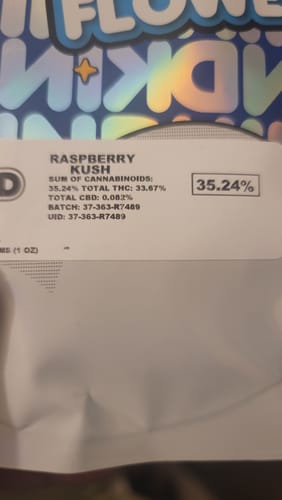 FLOWE
D
RASPBERRY
KUSH
SUM OF CANNABINOIDS:
35.24% TOTAL THC: 33.67%
TOTAL CBD: 0.082%
BATCH: 37-363-R7489
UID: 37-363-R7489
35.24%
MS (1 OZ)